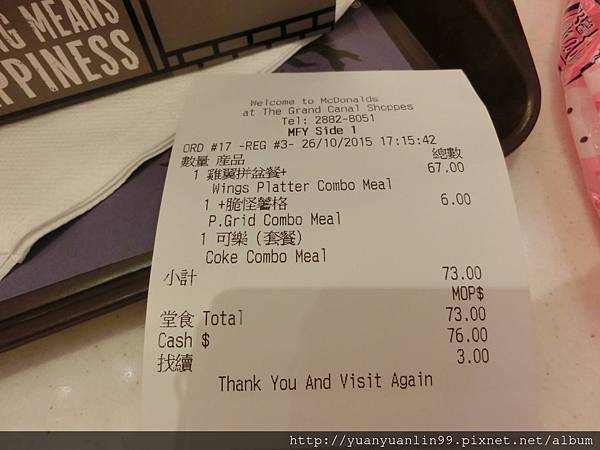 NG MEANS
PPINESS
Welcome to McDonalds
at The Grand Canal Shoppes
Tel: 2882-8051
MFY Side 1
ORD #17 -REG #3- 26/10/2015 17:15:42
數量 産品 總數
1 雞翼拼盆餐+ 67.00
Wings Platter Combo Meal
1 +脆怪薯格 6.00
P.Grid Combo Meal
1 可樂 (套餐)
Coke Combo Meal
小計 73.00
MOP$
堂食 Total 73.00
Cash $ 76.00
找續 3.00
Thank You And Visit Again
http://yuanyuanlin99.pixnet.net/album